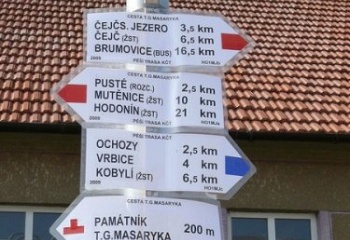 CESTA T.G.MASARYKA
ČEJČS. JEZERO 3,5 km
ČEJČ (ŽST) 6,5 km
BRUMOVICE (BUS) 16,5 km
PĚŠÍ TRASA KČT
CESTA T.G.MASARYKA
PUSTÉ (ROZC.) 2,5 km
MUTĚNICE (ŽST) 10 km
HODONÍN (ŽST) 21 km
PĚŠÍ TRASA KČT
OCHOZY 2,5 km
VRBICE 4 km
KOBYLÍ (ŽST) 6,5 km
PĚŠÍ TRASA KČT
CESTA T.G.MASARYKA
PAMÁTNÍK
T.G.MASARYKA 200 m